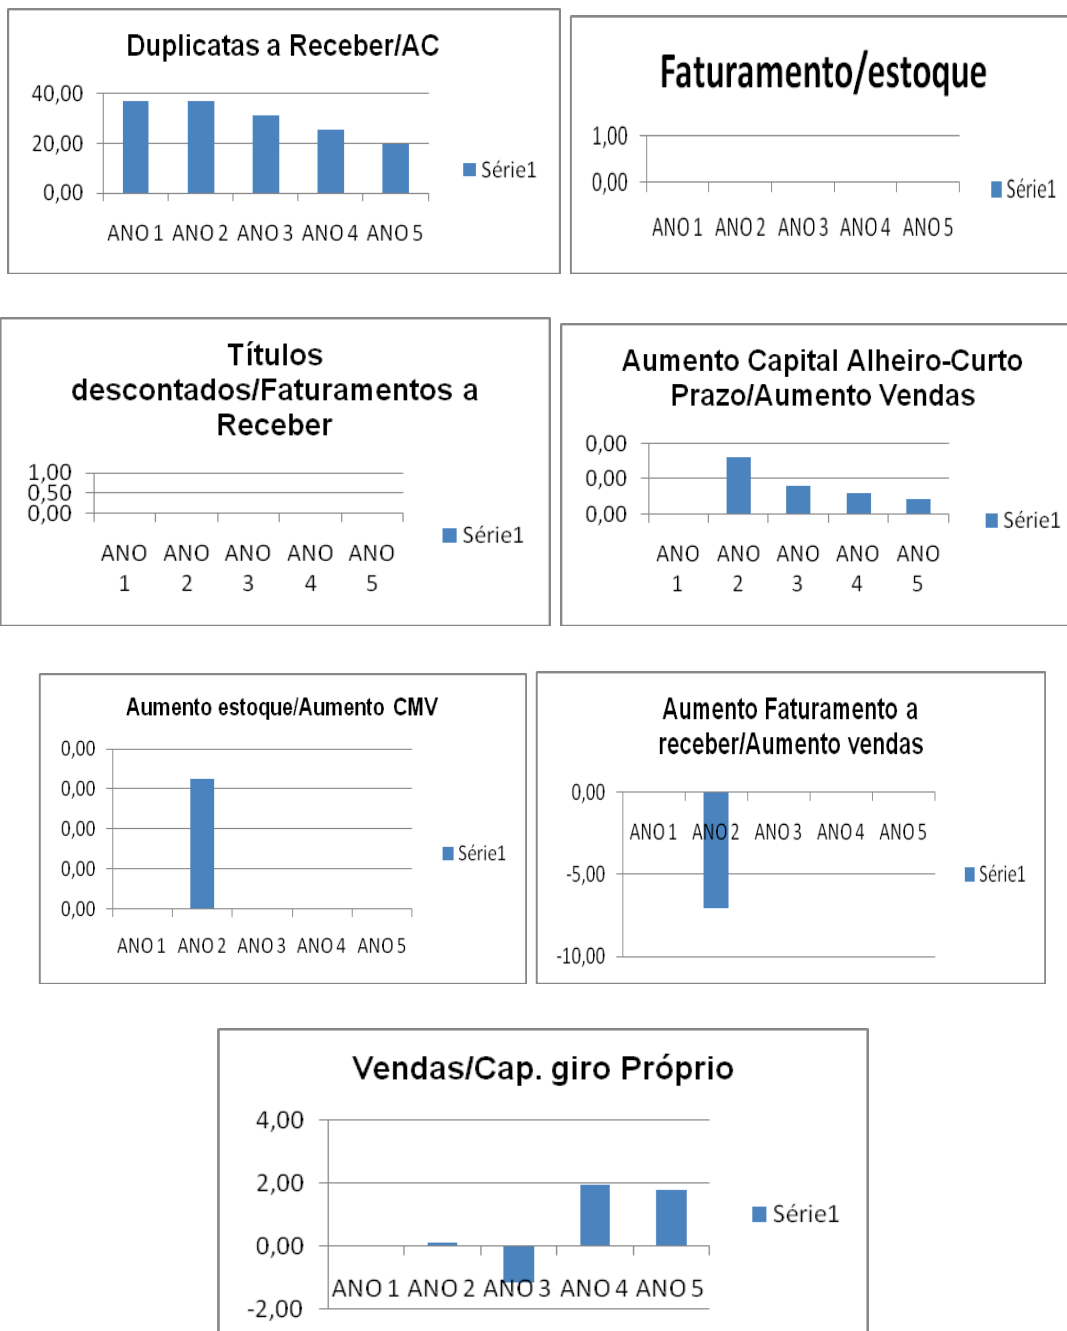 Duplicatas a Receber/AC
40,00
20,00
0,00
ANO 1 ANO 2 ANO 3 ANO 4 ANO 5
Série1
Faturamento/estoque
1,00
0,00
ANO 1 ANO 2 ANO 3 ANO 4 ANO 5
Série1
Títulos
descontados/Faturamentos a
Receber
1,00
0,50
0,00
ANO ANO ANO ANO ANO
1 2 3 4 5
Série1
Aumento Capital Alheiro-Curto
Prazo/Aumento Vendas
0,00
0,00
0,00
ANO ANO ANO ANO ANO
1 2 3 4 5
Série1
Aumento estoque/Aumento CMV
0,00
0,00
0,00
0,00
0,00
ANO 1 ANO 2 ANO 3 ANO 4 ANO 5
Série1
Aumento Faturamento a
receber/Aumento vendas
0,00
ANO 1 ANO 2 ANO 3 ANO 4 ANO 5
-5,00
-10,00
Série1
Vendas/Cap. giro Próprio
4,00
2,00
0,00
-2,00
ANO 1 ANO 2 ANO 3 ANO 4 ANO 5
Série1